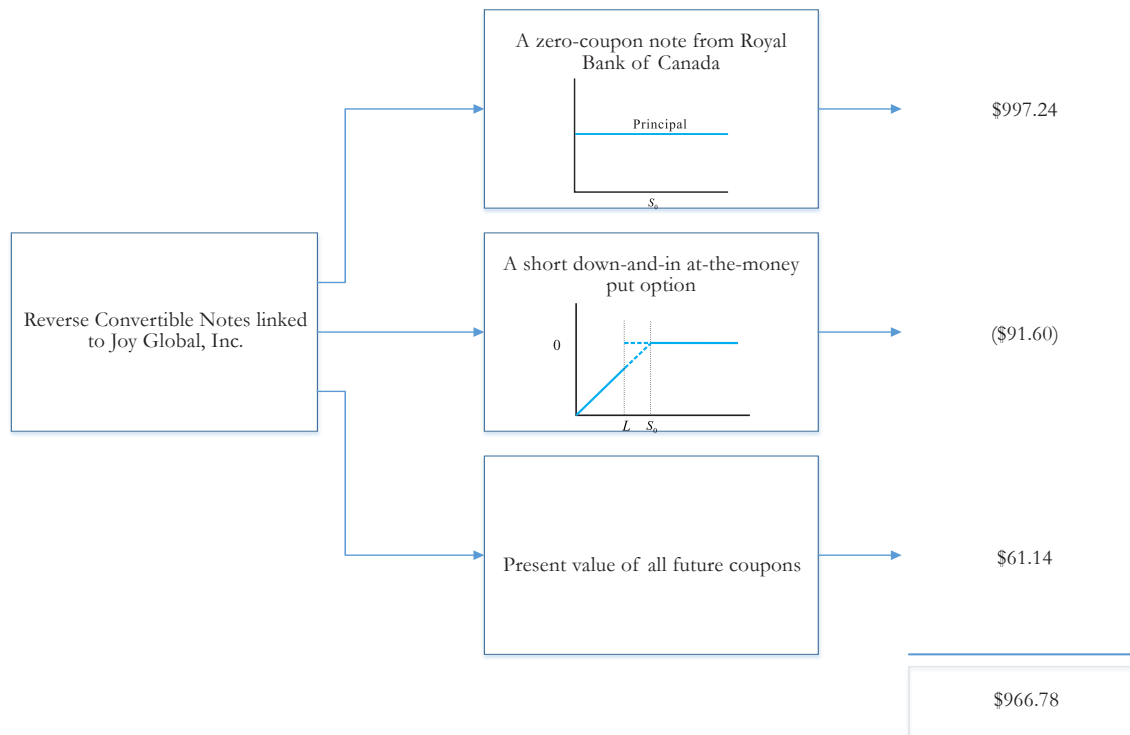 A zero-coupon note from Royal
Bank of Canada
Principal
S₀
$997.24
Reverse Convertible Notes linked
to Joy Global, Inc.
A short down-and-in at-the-money
put option
0
L S₀
($91.60)
Present value of all future coupons
$61.14
$966.78